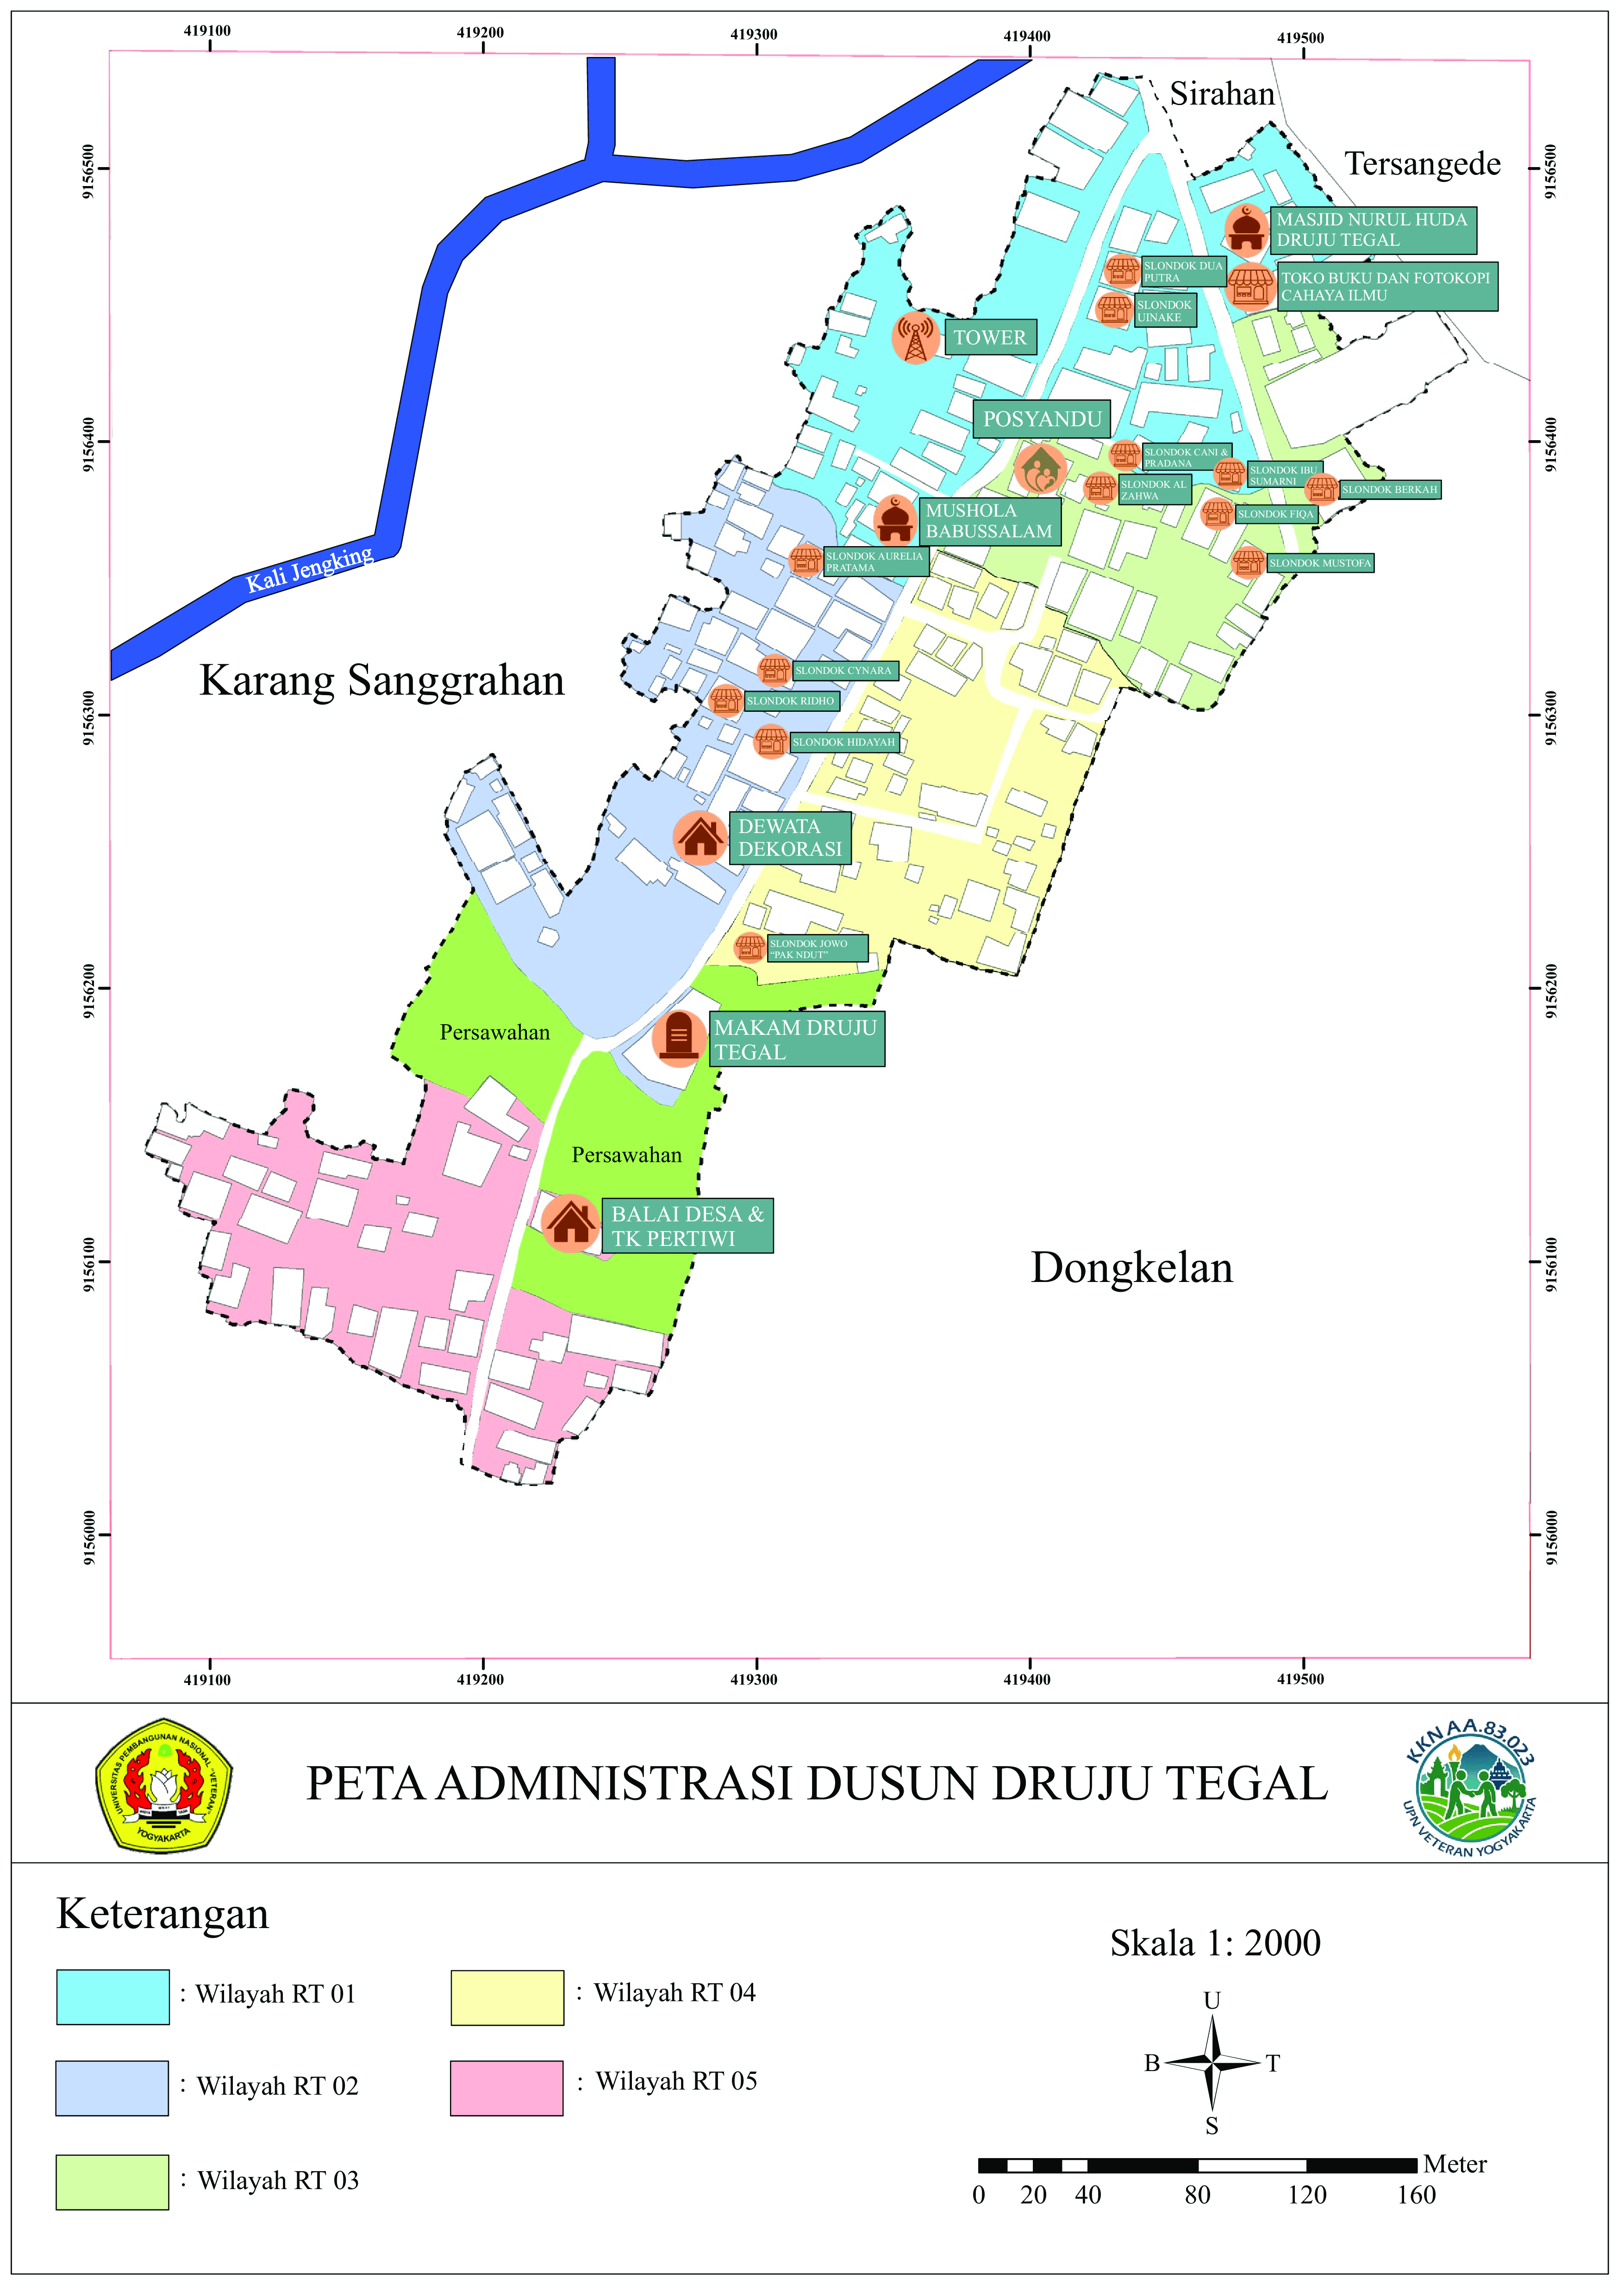 419100
419200
419300
419400
419500
Sirahan
9156500
9156500
Tersangede
MASJID NURUL HUDA
DRUJU TEGAL
SLONDOK DUA
PUTRA
TOKO BUKU DAN FOTOKOPI
CAHAYA ILMU
SLONDOK
UINAKE
TOWER
POSYANDU
9156400
9156400
SLONDOK CANI &
PRADANA
SLONDOK IBU
SUMARNI
SLONDOK AL
ZAHWA
SLONDOK BERKAH
MUSHOLA
BABUSSALAM
SLONDOK FIQA
SLONDOK AURELIA
PRATAMA
SLONDOK MUSTOFA
Kali Jengking
Karang Sanggrahan
SLONDOK CYNARA
SLONDOK RIDHO
9156300
9156300
SLONDOK HIDAYAH
DEWATA
DEKORASI
SLONDOK JOWO
“PAK NDUT”
9156200
9156200
Persawahan
MAKAM DRUJU
TEGAL
Persawahan
BALAI DESA &
TK PERTIWI
9156100
9156100
Dongkelan
9156000
9156000
419100
419200
419300
419400
419500
UNIVERSITAS PEMBANGUNAN NASIONAL "VETERAN"
YOGYAKARTA
PETA ADMINISTRASI DUSUN DRUJU TEGAL
KKN AA.83.023
UPN VETERAN YOGYAKARTA
Keterangan
: Wilayah RT 01
: Wilayah RT 04
: Wilayah RT 02
: Wilayah RT 05
: Wilayah RT 03
Skala 1: 2000
U
B
T
S
Meter
0 20 40 80 120 160